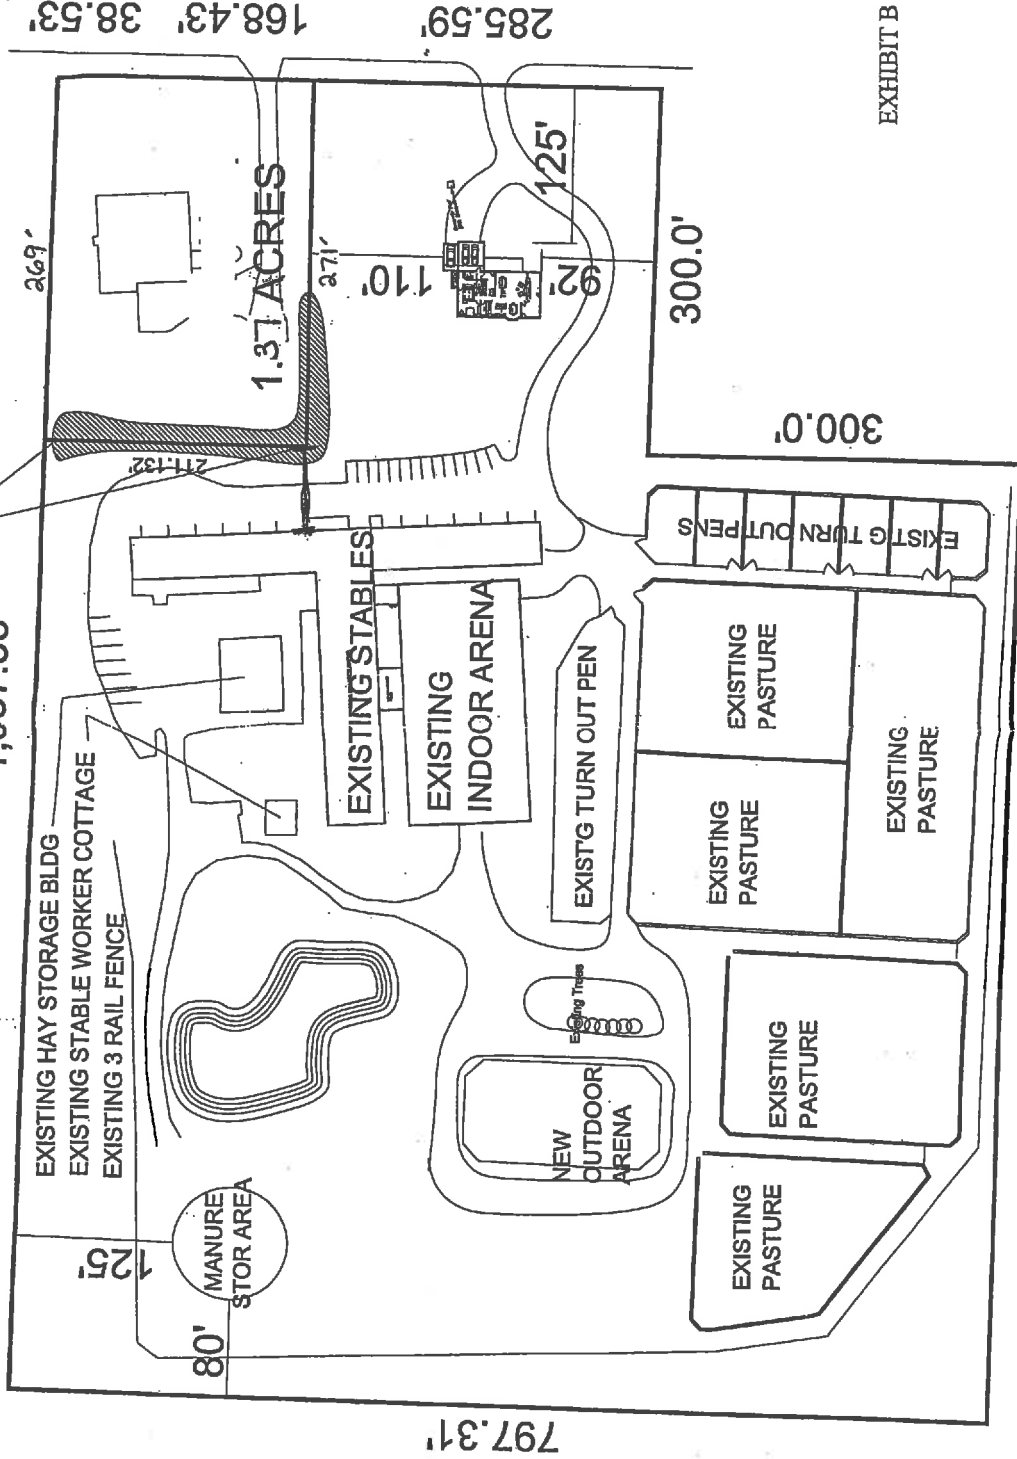 38.53'
168.43'
285.59'
EXHIBIT B
269'
1.37 ACRES
271'
110'
125'
92'
300.0'
300.0'
211.132'
EXISTING HAY STORAGE BLDG
EXISTING STABLE WORKER COTTAGE
EXISTING 3 RAIL FENCE
EXISTING STABLES
EXISTING
INDOOR ARENA
EXIST'G TURN OUT PEN
EXIST'G TURN OUT PENS
EXISTING
PASTURE
EXISTING
PASTURE
EXISTING
PASTURE
EXISTING
PASTURE
EXISTING
PASTURE
Existing Trees
NEW
OUTDOOR
ARENA
MANURE
STOR AREA
125'
80'
797.31'